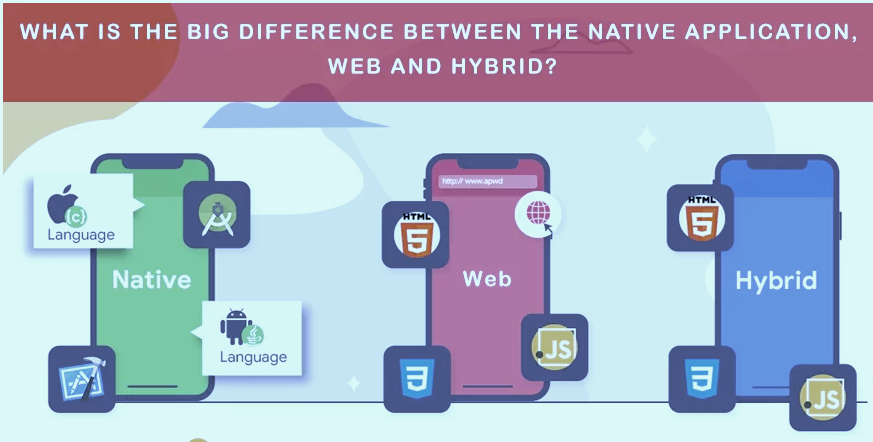 WHAT IS THE BIG DIFFERENCE BETWEEN THE NATIVE APPLICATION,
WEB AND HYBRID?
{c}
Language
Native
Language
http:// www.apwd
HTML
5
Web
3
JS
HTML
5
Hybrid
3
JS